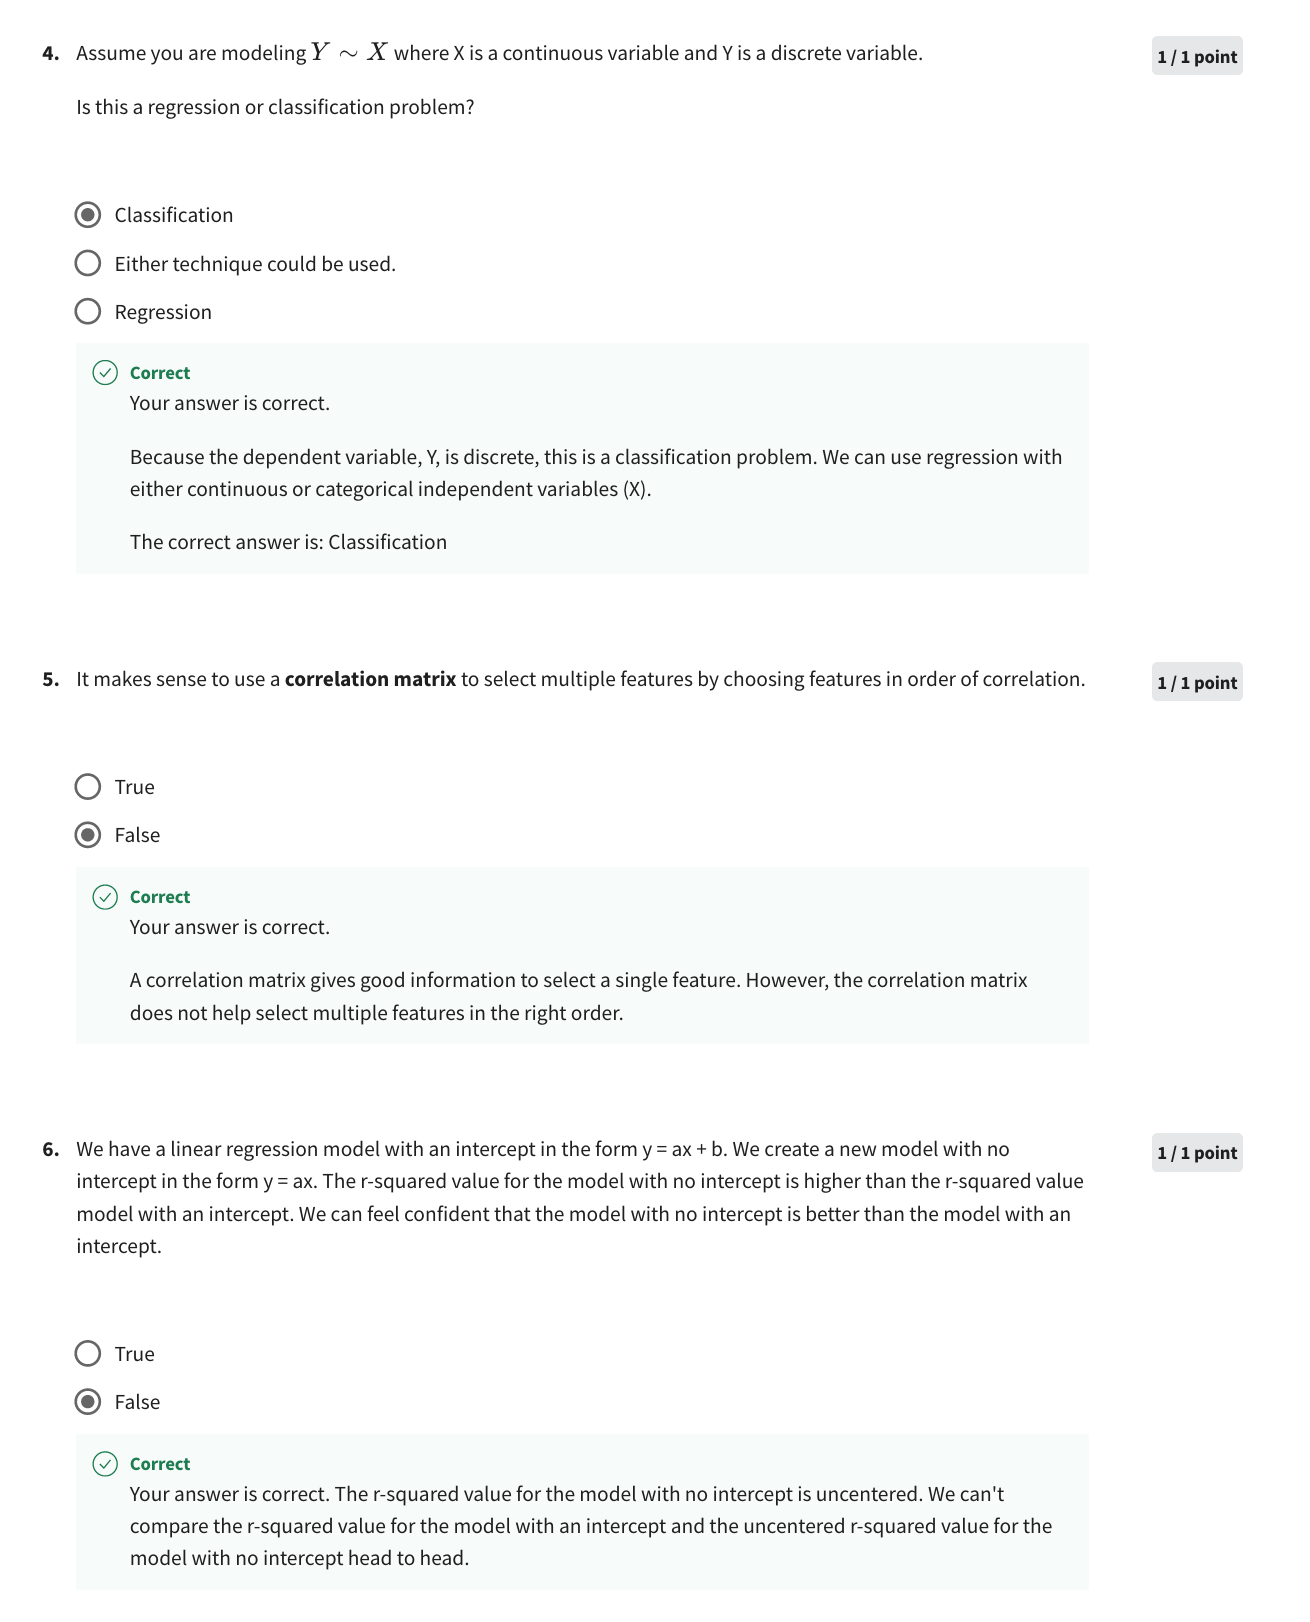 4. Assume you are modeling Y ∼ X where X is a continuous variable and Y is a discrete variable.
1 / 1 point
Is this a regression or classification problem?
Classification
Either technique could be used.
Regression
Correct
Your answer is correct.
Because the dependent variable, Y, is discrete, this is a classification problem. We can use regression with
either continuous or categorical independent variables (X).
The correct answer is: Classification
5. It makes sense to use a correlation matrix to select multiple features by choosing features in order of correlation.
1 / 1 point
True
False
Correct
Your answer is correct.
A correlation matrix gives good information to select a single feature. However, the correlation matrix
does not help select multiple features in the right order.
6. We have a linear regression model with an intercept in the form y = ax + b. We create a new model with no
1 / 1 point
intercept in the form y = ax. The r-squared value for the model with no intercept is higher than the r-squared value
model with an intercept. We can feel confident that the model with no intercept is better than the model with an
intercept.
True
False
Correct
Your answer is correct. The r-squared value for the model with no intercept is uncentered. We can't
compare the r-squared value for the model with an intercept and the uncentered r-squared value for the
model with no intercept head to head.